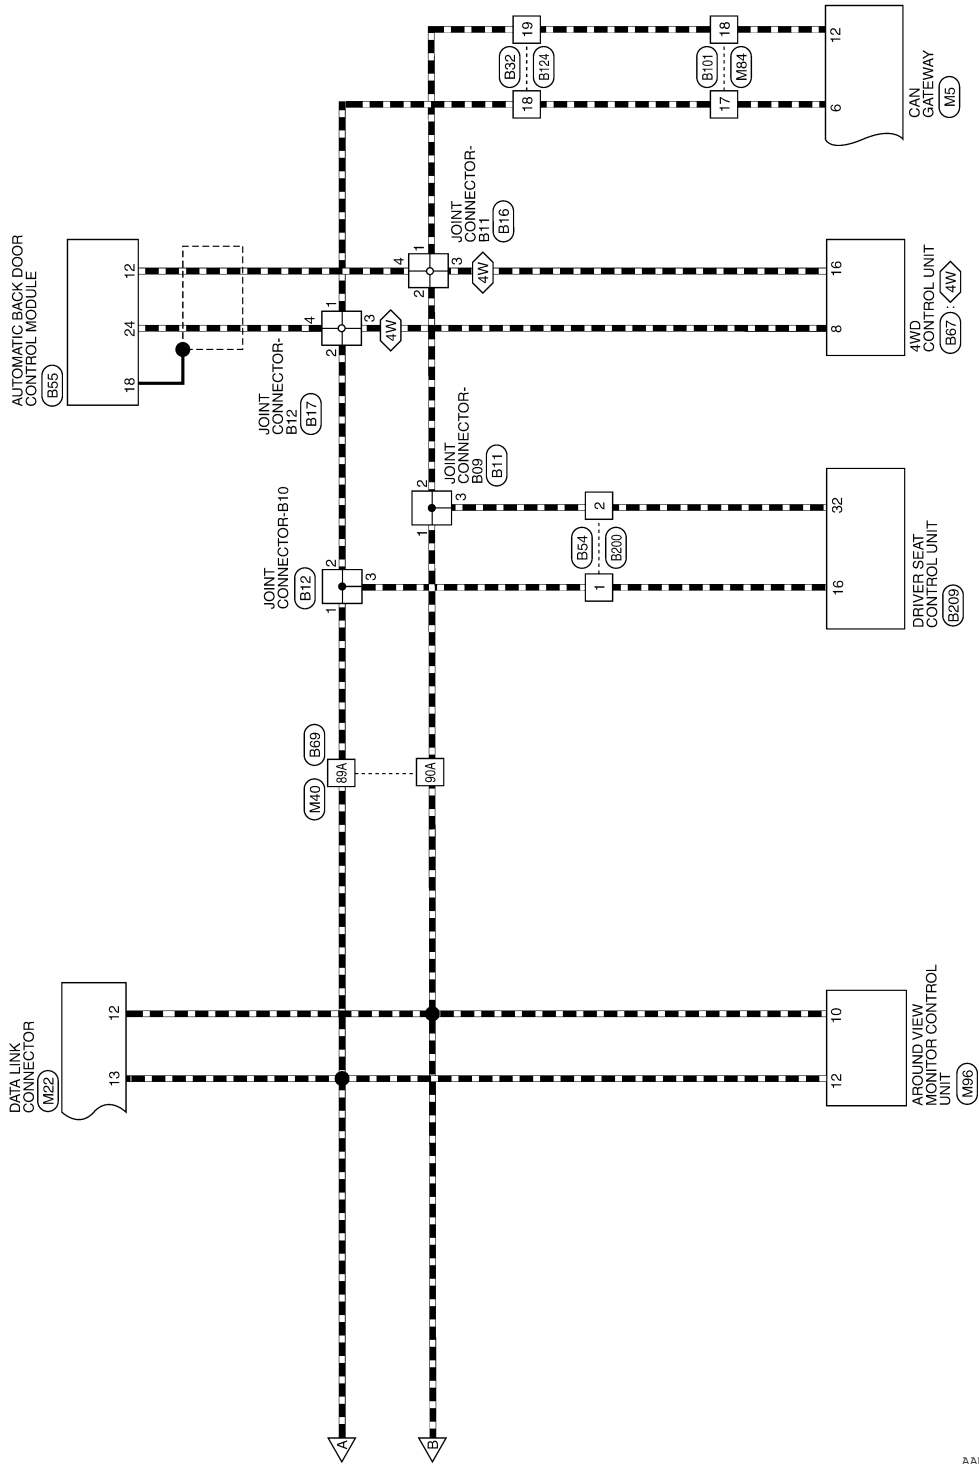 DATA LINK
CONNECTOR
M22
13
12
A
B
M40
B69
89A
90A
AUTOMATIC BACK DOOR
CONTROL MODULE
B55
18
24
12
JOINT
CONNECTOR-B10
B12
1
2
3
JOINT
CONNECTOR-
B12
B17
2
1
4
3
4W
JOINT
CONNECTOR-
B09
B11
1
2
3
JOINT
CONNECTOR-
B11
B16
2
1
4
3
4W
B54
B200
1
2
B32
B124
18
19
B101
M84
17
18
12
10
AROUND VIEW
MONITOR CONTROL
UNIT
M96
16
32
DRIVER SEAT
CONTROL UNIT
B209
8
16
4WD
CONTROL UNIT
B67 : 4W
6
12
CAN
GATEWAY
M5